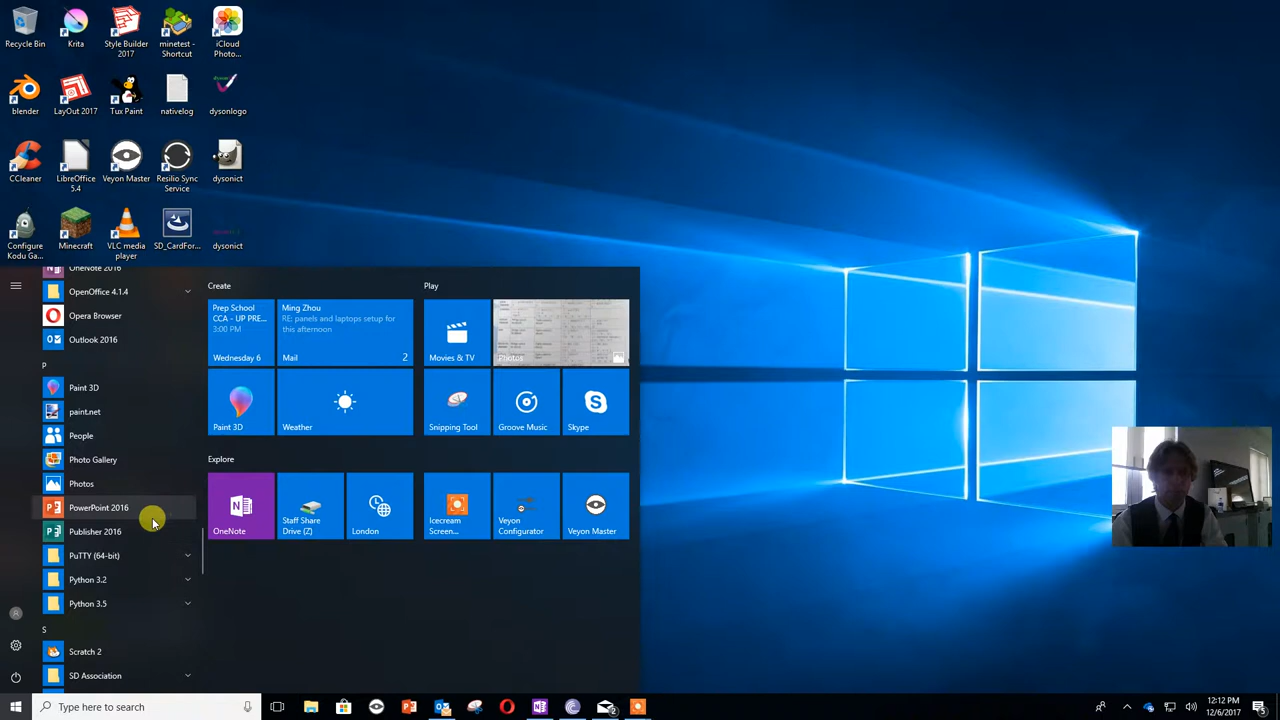 Recycle Bin
Krita
Style Builder 2017
minetest - Shortcut
iCloud Photo...
blender
LayOut 2017
Tux Paint
nativelog
dysonlogo
CCleaner
LibreOffice 5.4
Veyon Master
Resilio Sync Service
dysonict
Configure Kodu Ga...
Minecraft
VLC media player
SD_CardFor...
dysonict
OneNote 2016
OpenOffice 4.1.4
Opera Browser
Outlook 2016
P
Paint 3D
paint.net
People
Photo Gallery
Photos
PowerPoint 2016
Publisher 2016
PuTTY (64-bit)
Python 3.2
Python 3.5
S
Scratch 2
SD Association
Create
Prep School
CCA - UP PRE...
3:00 PM
Wednesday 6
Ming Zhou
RE: panels and laptops setup for
this afternoon
Mail 2
Paint 3D
Weather
Explore
OneNote
Staff Share
Drive (Z)
London
Play
Movies & TV
Photos
Snipping Tool
Groove Music
Skype
Icecream
Screen...
Veyon
Configurator
Veyon Master
Type here to search
12:12 PM
12/6/2017